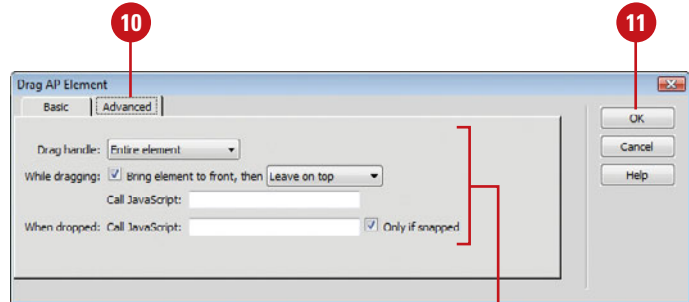 10
11
Drag AP Element
Basic
Advanced
OK
Drag handle: Entire element
Cancel
While dragging: Bring element to front, then Leave on top
Help
Call JavaScript:
When dropped: Call JavaScript: Only if snapped